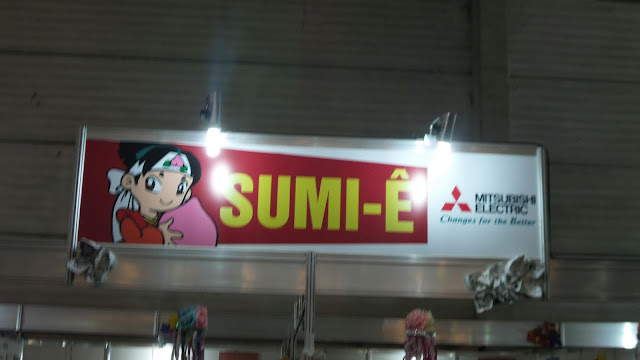 SUMI-Ê
MITSUBISHI
ELECTRIC
Changes for the Better